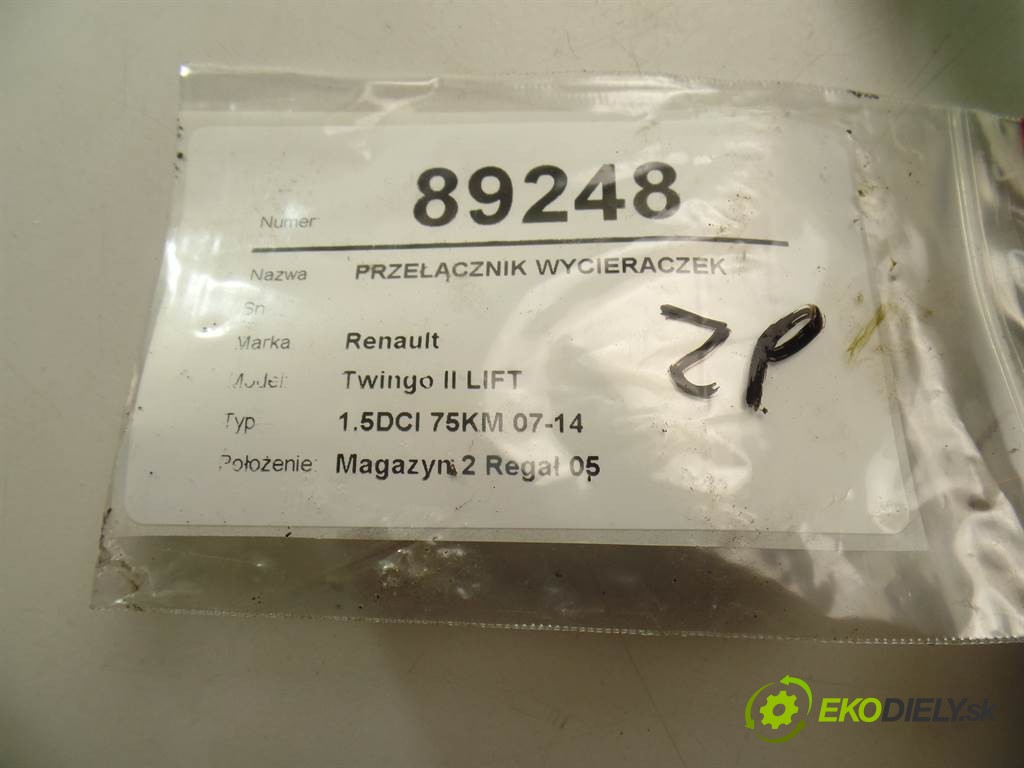 Numer: 89248
Nazwa PRZEŁĄCZNIK WYCIERACZEK
Sn
Marka Renault
Model: Twingo II LIFT
Typ 1.5DCI 75KM 07-14
Położenie: Magazyn 2 Regał 05
ZP
EKODIELY.sk